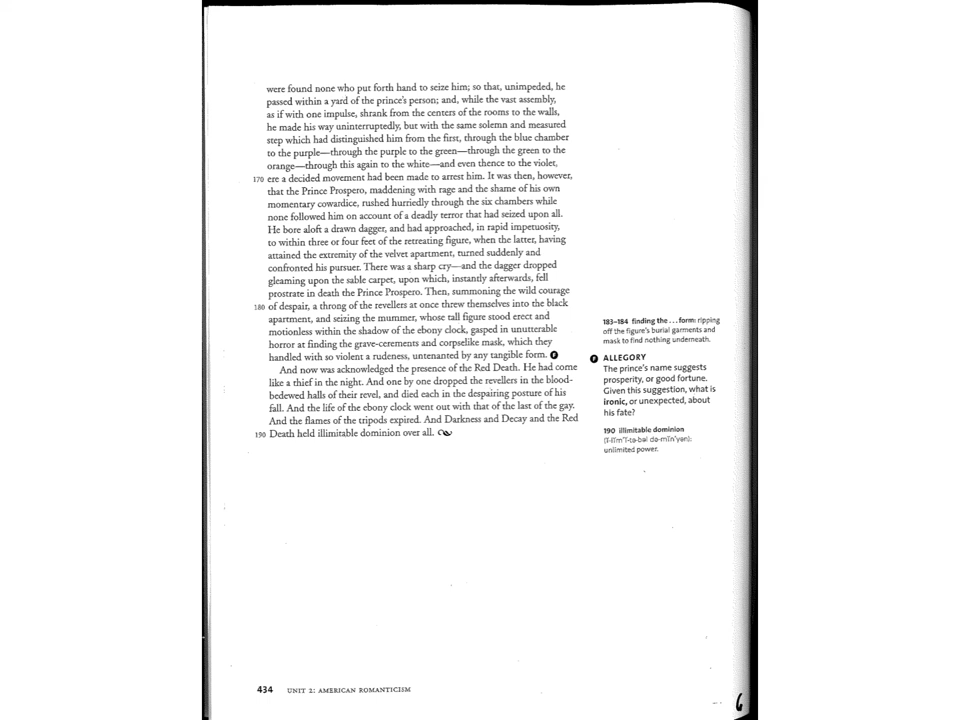 were found none who put forth hand to seize him; so that, unimpeded, he
passed within a yard of the prince's person; and, while the vast assembly,
as if with one impulse, shrank from the centers of the rooms to the walls,
he made his way uninterruptedly, but with the same solemn and measured
step which had distinguished him from the first, through the blue chamber
to the purple—through the purple to the green—through the green to the
orange—through this again to the white—and even thence to the violet,
170 ere a decided movement had been made to arrest him. It was then, however,
that the Prince Prospero, maddening with rage and the shame of his own
momentary cowardice, rushed hurriedly through the six chambers while
none followed him on account of a deadly terror that had seized upon all.
He bore aloft a drawn dagger, and had approached, in rapid impetuosity,
to within three or four feet of the retreating figure, when the latter, having
attained the extremity of the velvet apartment, turned suddenly and
confronted his pursuer. There was a sharp cry—and the dagger dropped
gleaming upon the sable carpet, upon which, instantly afterwards, fell
prostrate in death the Prince Prospero. Then, summoning the wild courage
180 of despair, a throng of the revellers at once threw themselves into the black
apartment, and seizing the mummer, whose tall figure stood erect and
motionless within the shadow of the ebony clock, gasped in unutterable
horror at finding the grave-cerements and corpselike mask, which they
handled with so violent a rudeness, untenanted by any tangible form. F
And now was acknowledged the presence of the Red Death. He had come
like a thief in the night. And one by one dropped the revellers in the blood-
bedewed halls of their revel, and died each in the despairing posture of his
fall. And the life of the ebony clock went out with that of the last of the gay.
And the flames of the tripods expired. And Darkness and Decay and the Red
190 Death held illimitable dominion over all.
183–184 finding the . . . form: ripping
off the figure's burial garments and
mask to find nothing underneath.
F ALLEGORY
The prince's name suggests
prosperity, or good fortune.
Given this suggestion, what is
ironic, or unexpected, about
his fate?
190 illimitable dominion
(ĭ-lĭm'ĭ-tə-bəl də-mĭn'yən):
unlimited power.
434 UNIT 2: AMERICAN ROMANTICISM
6